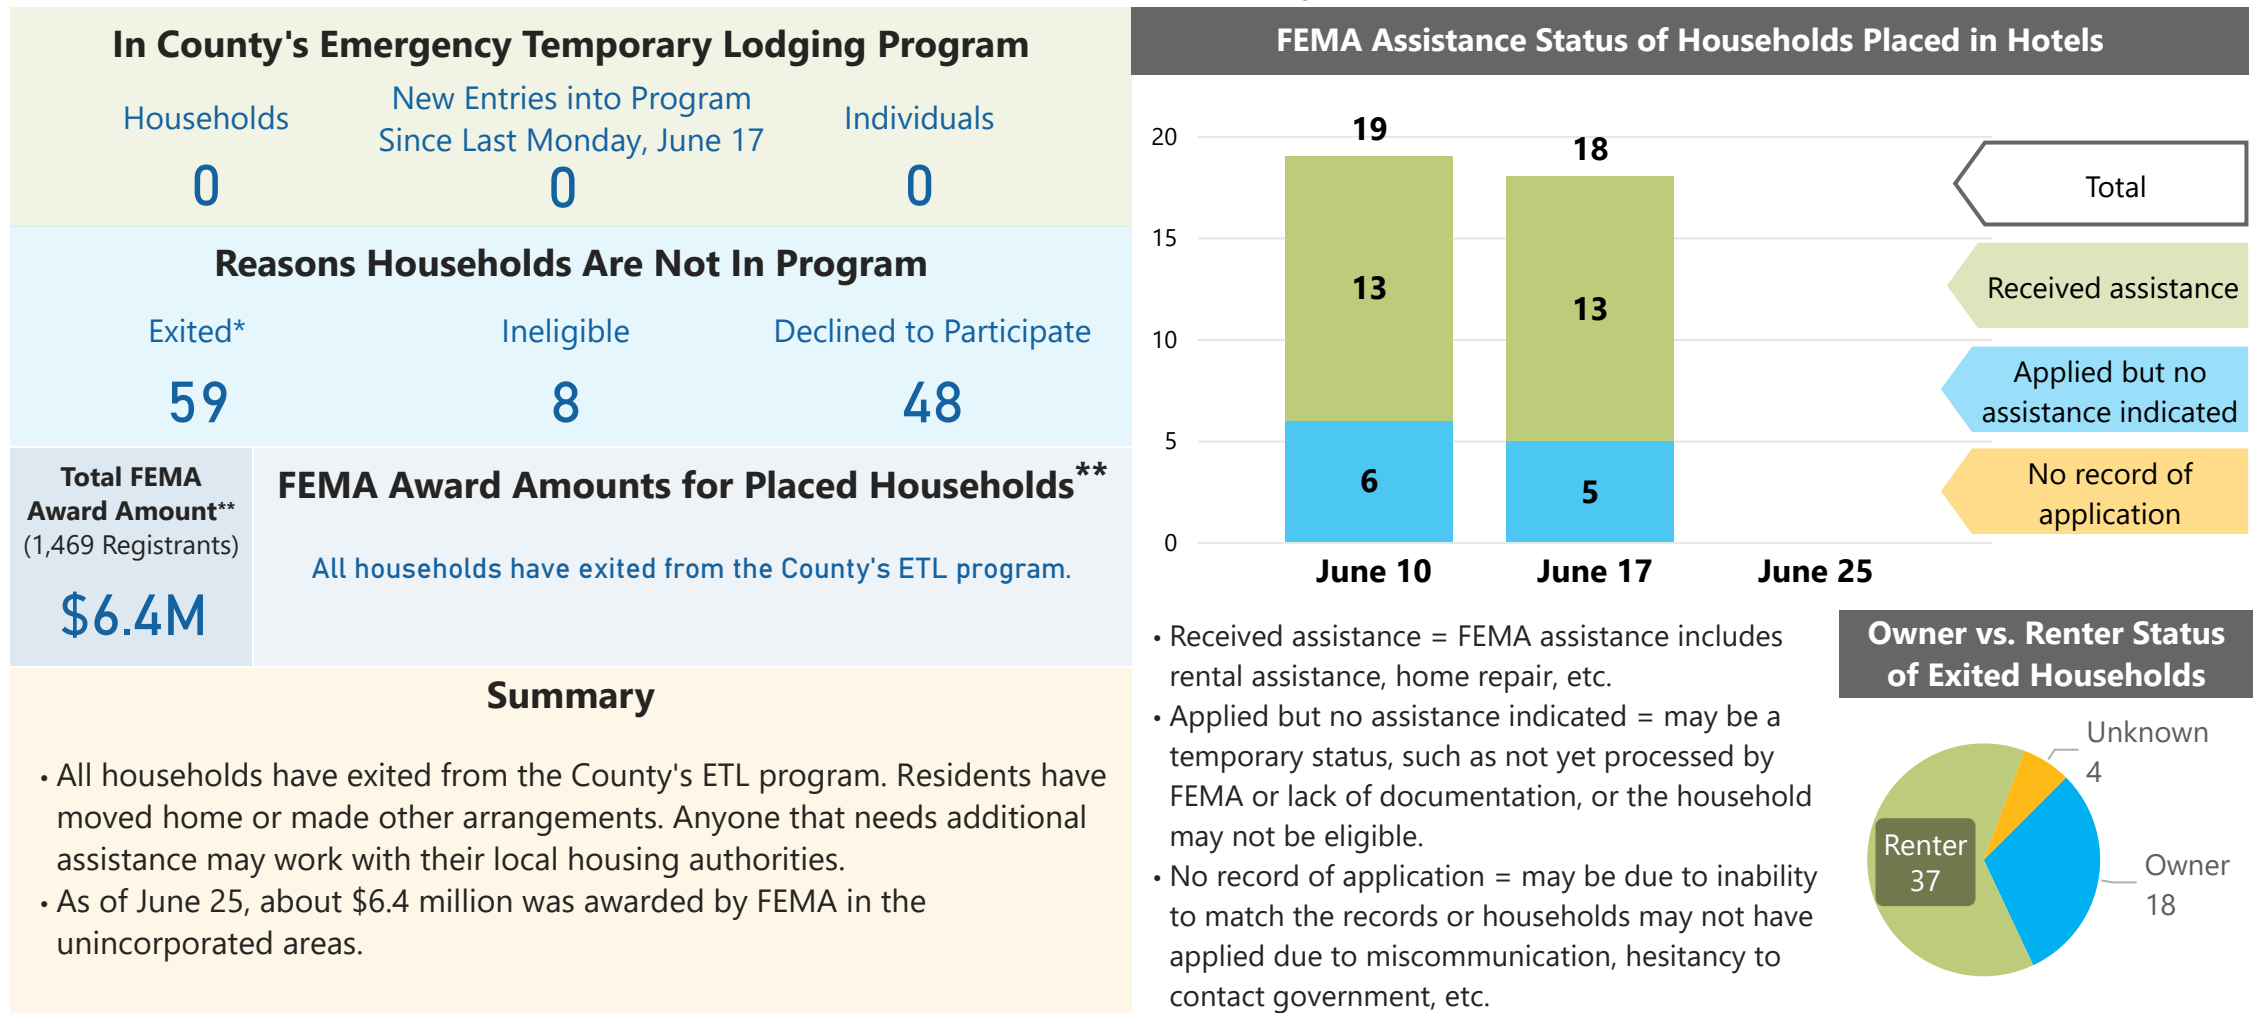 In County's Emergency Temporary Lodging Program
Households
0
New Entries into Program
Since Last Monday, June 17
0
Individuals
0
Reasons Households Are Not In Program
Exited*
59
Ineligible
8
Declined to Participate
48
Total FEMA
Award Amount**
(1,469 Registrants)
$6.4M
FEMA Award Amounts for Placed Households**
All households have exited from the County's ETL program.
Summary
• All households have exited from the County's ETL program. Residents have
moved home or made other arrangements. Anyone that needs additional
assistance may work with their local housing authorities.
• As of June 25, about $6.4 million was awarded by FEMA in the
unincorporated areas.
FEMA Assistance Status of Households Placed in Hotels
20
15
10
5
0
19
13
6
18
13
5
June 10
June 17
June 25
Total
Received assistance
Applied but no
assistance indicated
No record of
application
• Received assistance = FEMA assistance includes
rental assistance, home repair, etc.
• Applied but no assistance indicated = may be a
temporary status, such as not yet processed by
FEMA or lack of documentation, or the household
may not be eligible.
• No record of application = may be due to inability
to match the records or households may not have
applied due to miscommunication, hesitancy to
contact government, etc.
Owner vs. Renter Status
of Exited Households
Unknown
4
Renter
37
Owner
18